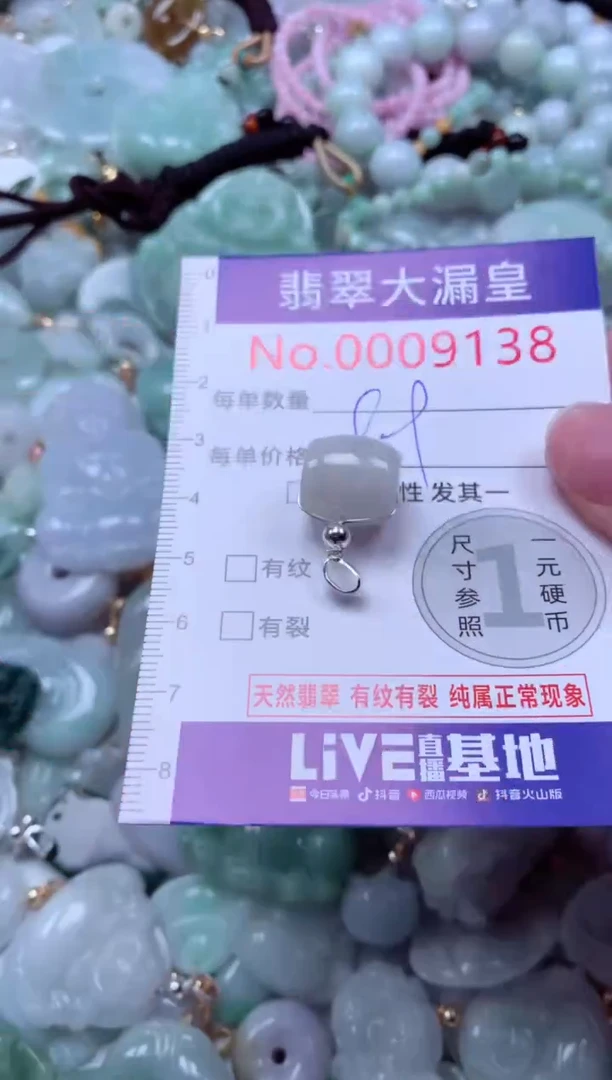 翡翠大漏皇
No.0009138
每单数量
每单价格
性 发其一
有纹
有裂
尺寸参照
1
一元硬币
天然翡翠 有纹有裂 纯属正常现象
LiVE直播基地
今日头条 抖音 西瓜视频 抖音火山版
0
1
2
3
4
5
6
7
8